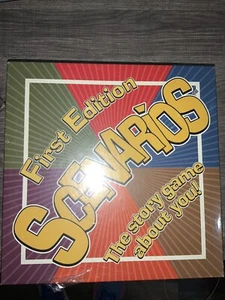 First Edition
SCENARIOS
The story game
about you!